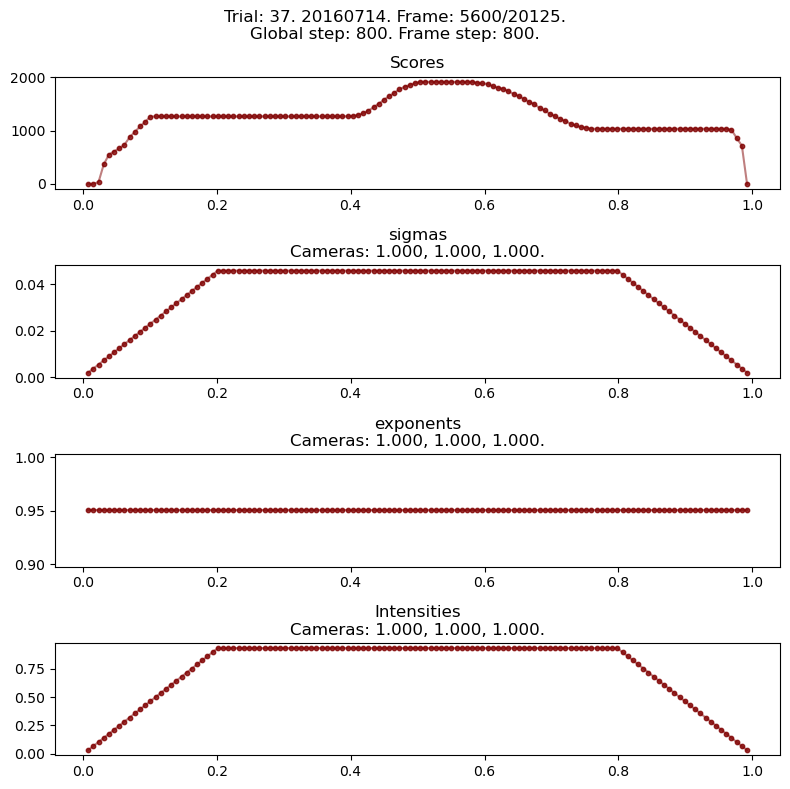 Trial: 37. 20160714. Frame: 5600/20125.
Global step: 800. Frame step: 800.
Scores
2000
1000
0
0.0 0.2 0.4 0.6 0.8 1.0
sigmas
Cameras: 1.000, 1.000, 1.000.
0.04
0.02
0.00
0.0 0.2 0.4 0.6 0.8 1.0
exponents
Cameras: 1.000, 1.000, 1.000.
1.00
0.95
0.90
0.0 0.2 0.4 0.6 0.8 1.0
Intensities
Cameras: 1.000, 1.000, 1.000.
0.75
0.50
0.25
0.00
0.0 0.2 0.4 0.6 0.8 1.0